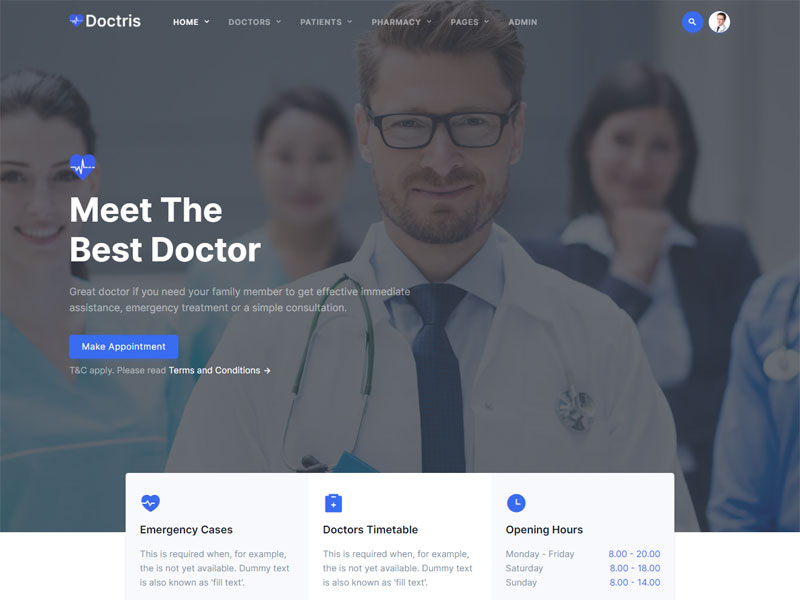 Doctris
HOME
DOCTORS
PATIENTS
PHARMACY
PAGES
ADMIN
Meet The
Best Doctor
Great doctor if you need your family member to get effective immediate
assistance, emergency treatment or a simple consultation.
Make Appointment
T&C apply. Please read Terms and Conditions →
Emergency Cases
This is required when, for example,
the is not yet available. Dummy text
is also known as 'fill text'.
Doctors Timetable
This is required when, for example,
the is not yet available. Dummy text
is also known as 'fill text'.
Opening Hours
Monday - Friday 8.00 - 20.00
Saturday 8.00 - 18.00
Sunday 8.00 - 14.00